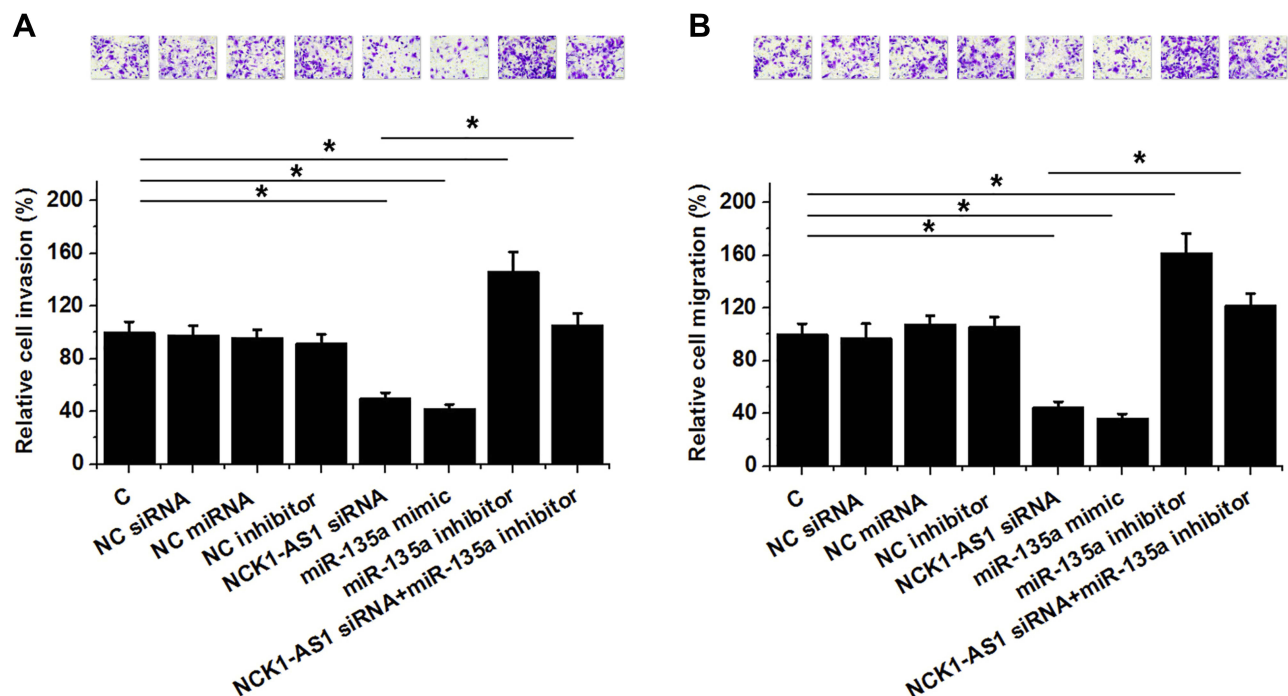 A
*
*
*
*
Relative cell invasion (%)
200
160
120
80
40
0
C
NC siRNA
NC miRNA
NC inhibitor
NCK1-AS1 siRNA
miR-135a mimic
miR-135a inhibitor
NCK1-AS1 siRNA+miR-135a inhibitor
B
*
*
*
*
Relative cell migration (%)
200
160
120
80
40
0
C
NC siRNA
NC miRNA
NC inhibitor
NCK1-AS1 siRNA
miR-135a mimic
miR-135a inhibitor
NCK1-AS1 siRNA+miR-135a inhibitor